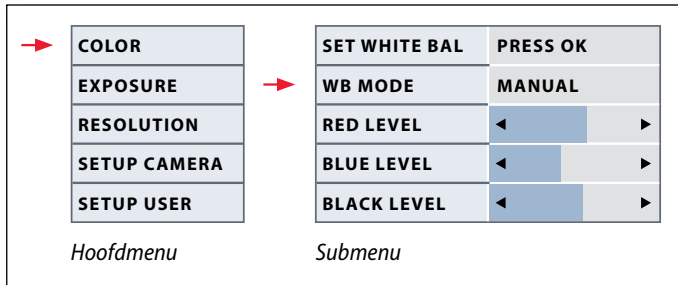 COLOR
EXPOSURE
RESOLUTION
SETUP CAMERA
SETUP USER
Hoofdmenu
SET WHITE BAL PRESS OK
WB MODE MANUAL
RED LEVEL
BLUE LEVEL
BLACK LEVEL
Submenu